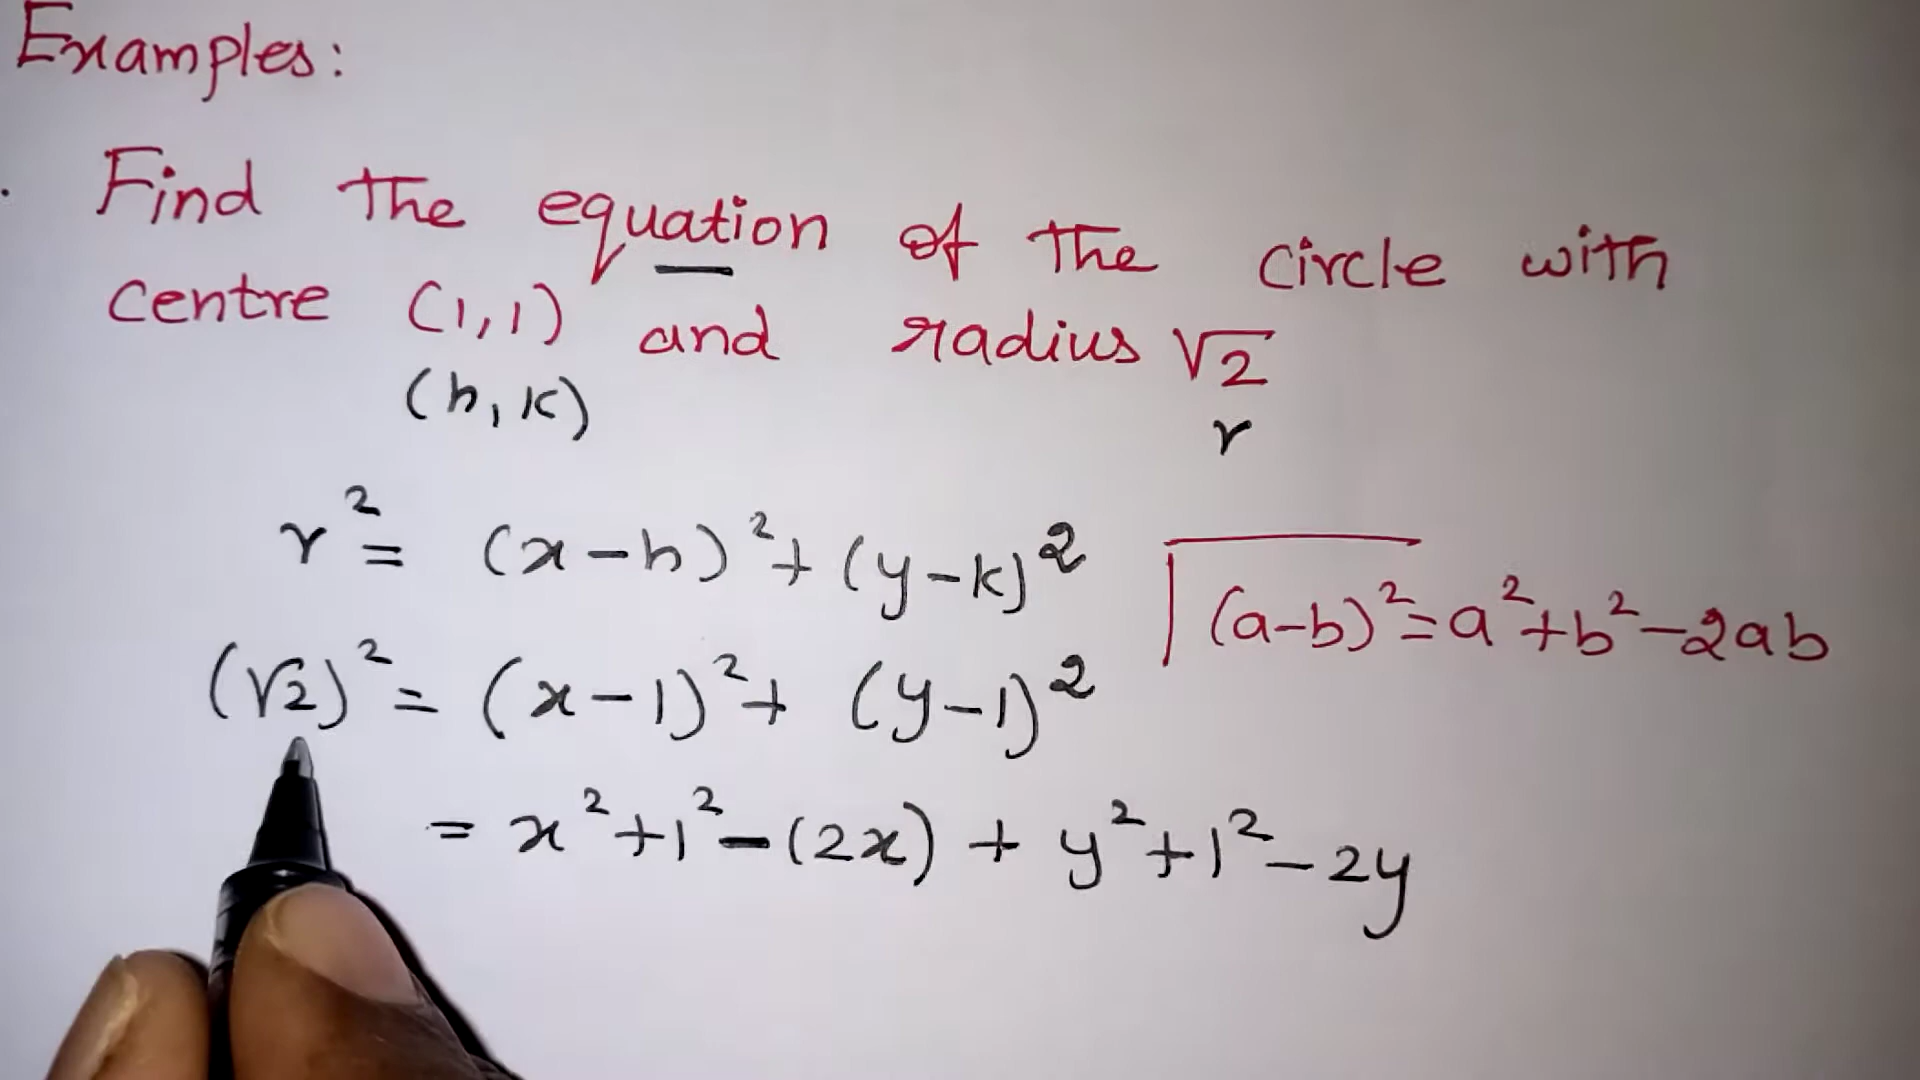 Examples:
. Find the equation of the circle with
centre (1,1) and radius √2
(h, k) r
r² = (x-h)² + (y-k)²
(a-b)² = a²+b²-2ab
(√2)² = (x-1)² + (y-1)²
= x²+1²-(2x) + y²+1²-2y